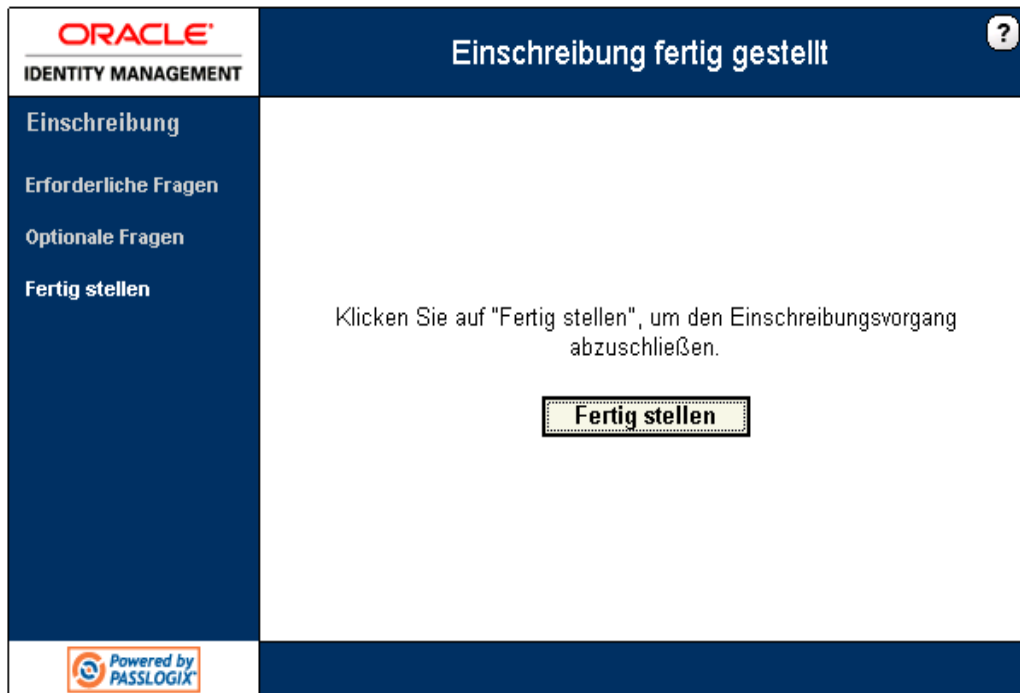 ORACLE®
IDENTITY MANAGEMENT
Einschreibung fertig gestellt
?
Einschreibung
Erforderliche Fragen
Optionale Fragen
Fertig stellen
Klicken Sie auf "Fertig stellen", um den Einschreibungsvorgang
abzuschließen.
Fertig stellen
Powered by
PASSLOGIX™